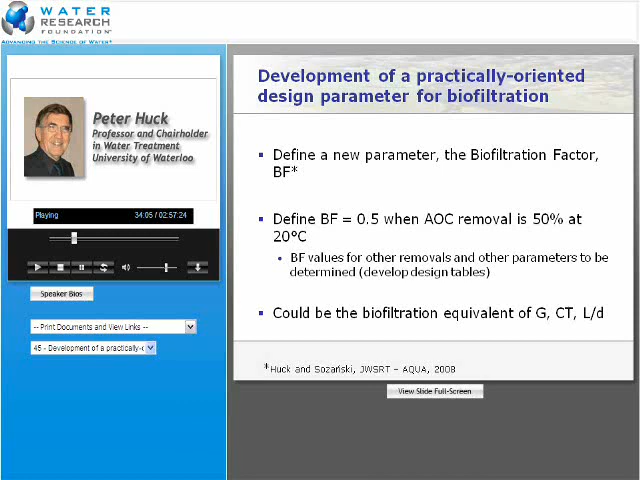 WATER
RESEARCH
FOUNDATION
ADVANCING THE SCIENCE OF WATER®
Peter Huck
Professor and Chairholder
in Water Treatment
University of Waterloo
Playing 34:05 / 02:57:24
Speaker Bios
-- Print Documents and View Links --
45 - Development of a practically-c
Development of a practically-oriented
design parameter for biofiltration
▪ Define a new parameter, the Biofiltration Factor,
BF*
▪ Define BF = 0.5 when AOC removal is 50% at
20°C
• BF values for other removals and other parameters to be
determined (develop design tables)
▪ Could be the biofiltration equivalent of G, CT, L/d
*Huck and Sozański, JWSRT – AQUA, 2008
View Slide Full-Screen